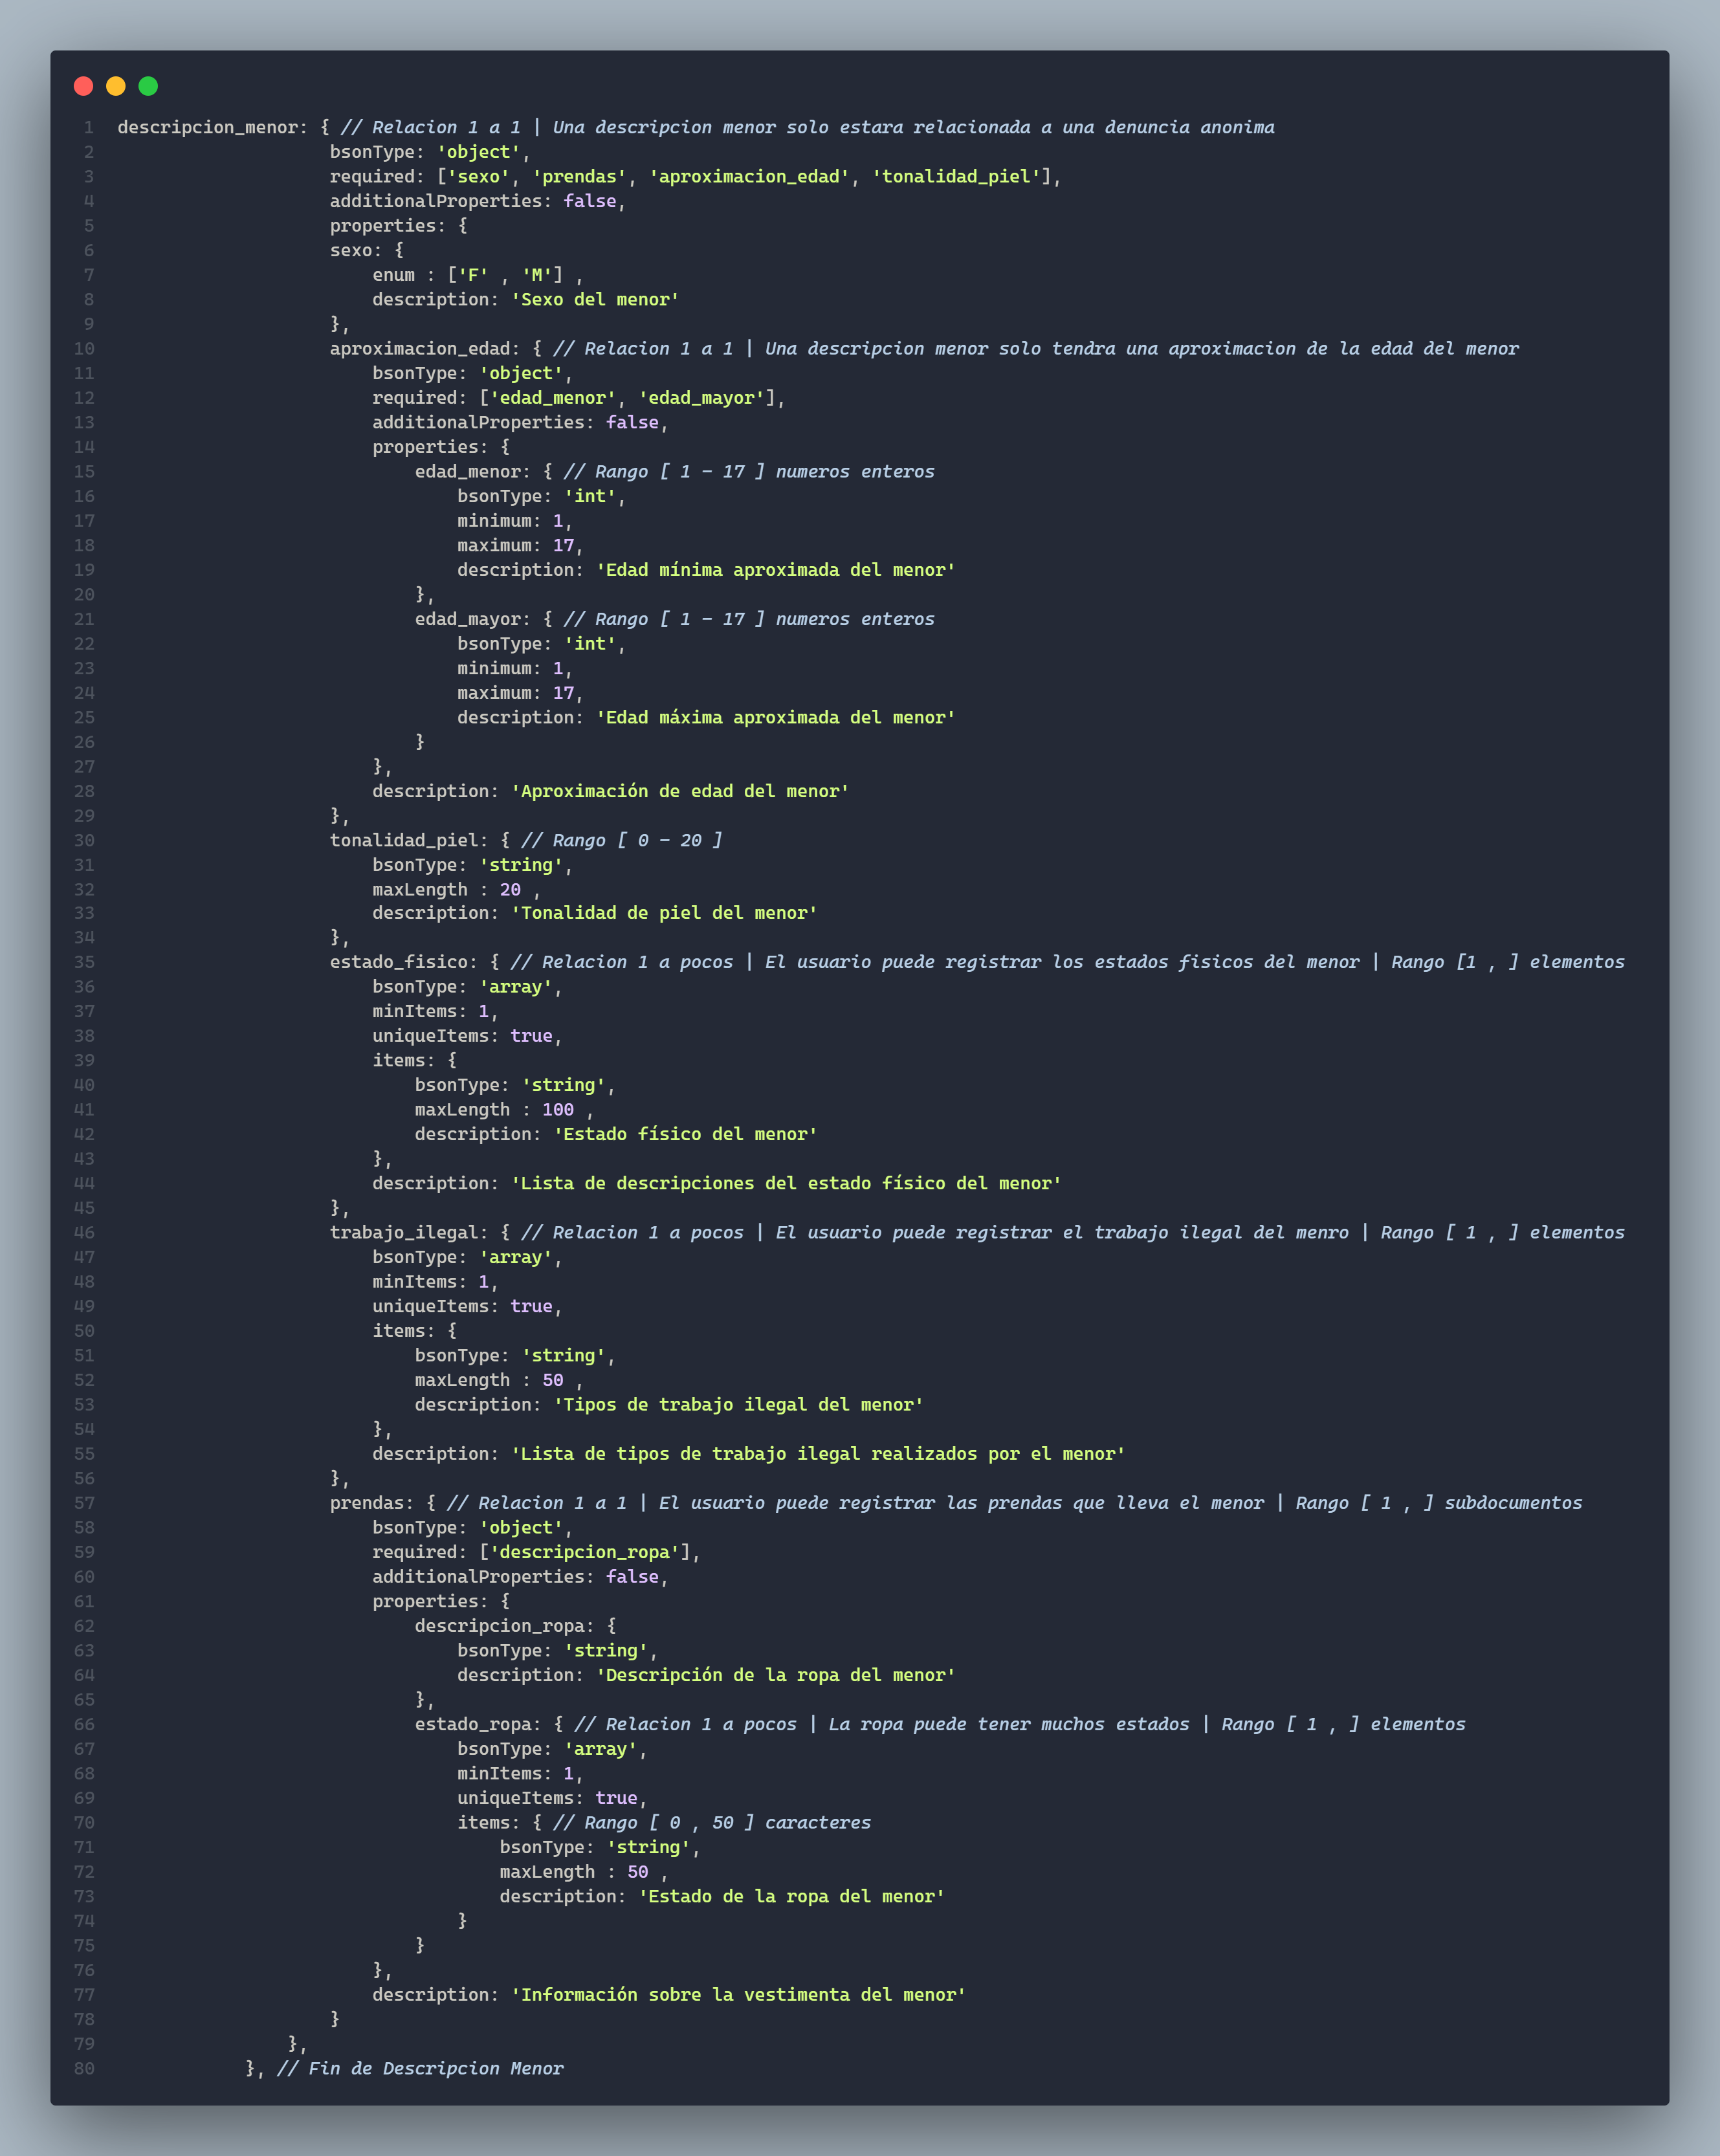 1 descripcion_menor: { // Relacion 1 a 1 | Una descripcion menor solo estara relacionada a una denuncia anonima
2 bsonType: 'object',
3 required: ['sexo', 'prendas', 'aproximacion_edad', 'tonalidad_piel'],
4 additionalProperties: false,
5 properties: {
6 sexo: {
7 enum : ['F' , 'M'] ,
8 description: 'Sexo del menor'
9 },
10 aproximacion_edad: { // Relacion 1 a 1 | Una descripcion menor solo tendra una aproximacion de la edad del menor
11 bsonType: 'object',
12 required: ['edad_menor', 'edad_mayor'],
13 additionalProperties: false,
14 properties: {
15 edad_menor: { // Rango [ 1 - 17 ] numeros enteros
16 bsonType: 'int',
17 minimum: 1,
18 maximum: 17,
19 description: 'Edad mínima aproximada del menor'
20 },
21 edad_mayor: { // Rango [ 1 - 17 ] numeros enteros
22 bsonType: 'int',
23 minimum: 1,
24 maximum: 17,
25 description: 'Edad máxima aproximada del menor'
26 }
27 },
28 description: 'Aproximación de edad del menor'
29 },
30 tonalidad_piel: { // Rango [ 0 - 20 ]
31 bsonType: 'string',
32 maxLength : 20 ,
33 description: 'Tonalidad de piel del menor'
34 },
35 estado_fisico: { // Relacion 1 a pocos | El usuario puede registrar los estados fisicos del menor | Rango [1 , ] elementos
36 bsonType: 'array',
37 minItems: 1,
38 uniqueItems: true,
39 items: {
40 bsonType: 'string',
41 maxLength : 100 ,
42 description: 'Estado físico del menor'
43 },
44 description: 'Lista de descripciones del estado físico del menor'
45 },
46 trabajo_ilegal: { // Relacion 1 a pocos | El usuario puede registrar el trabajo ilegal del menro | Rango [ 1 , ] elementos
47 bsonType: 'array',
48 minItems: 1,
49 uniqueItems: true,
50 items: {
51 bsonType: 'string',
52 maxLength : 50 ,
53 description: 'Tipos de trabajo ilegal del menor'
54 },
55 description: 'Lista de tipos de trabajo ilegal realizados por el menor'
56 },
57 prendas: { // Relacion 1 a 1 | El usuario puede registrar las prendas que lleva el menor | Rango [ 1 , ] subdocumentos
58 bsonType: 'object',
59 required: ['descripcion_ropa'],
60 additionalProperties: false,
61 properties: {
62 descripcion_ropa: {
63 bsonType: 'string',
64 description: 'Descripción de la ropa del menor'
65 },
66 estado_ropa: { // Relacion 1 a pocos | La ropa puede tener muchos estados | Rango [ 1 , ] elementos
67 bsonType: 'array',
68 minItems: 1,
69 uniqueItems: true,
70 items: { // Rango [ 0 , 50 ] caracteres
71 bsonType: 'string',
72 maxLength : 50 ,
73 description: 'Estado de la ropa del menor'
74 }
75 }
76 },
77 description: 'Información sobre la vestimenta del menor'
78 }
79 },
80 }, // Fin de Descripcion Menor